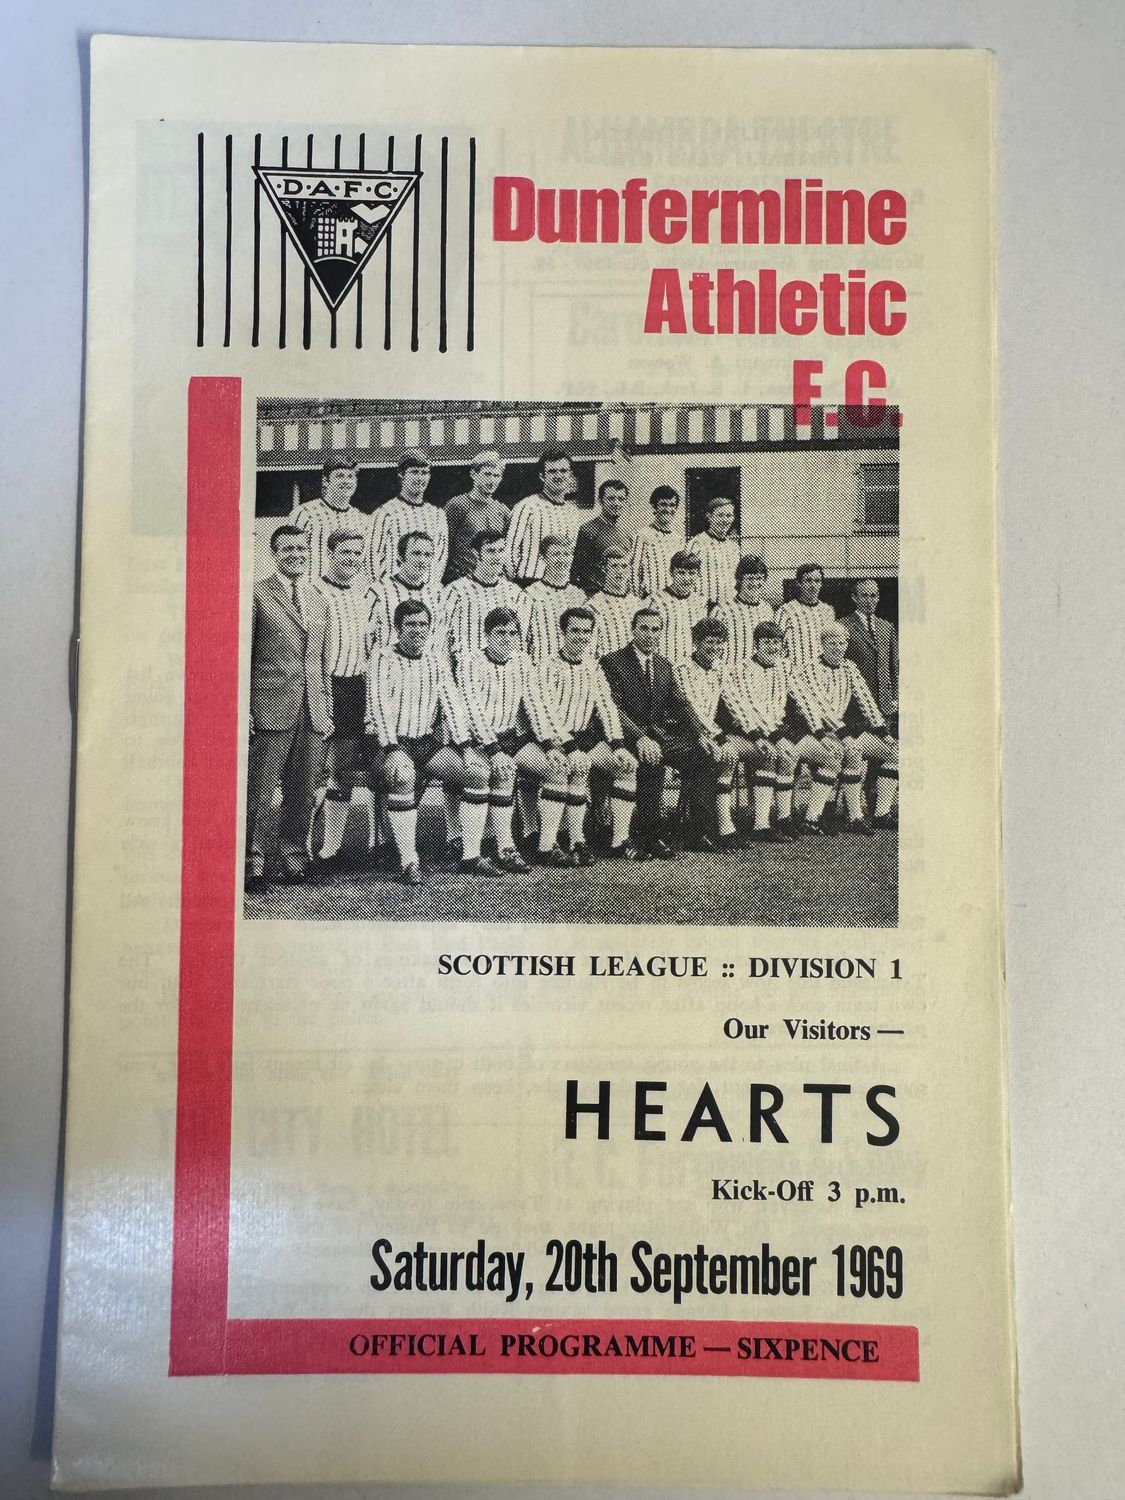 D·A·F·C·
Dunfermline
Athletic
F.C.
SCOTTISH LEAGUE :: DIVISION 1
Our Visitors —
HEARTS
Kick-Off 3 p.m.
Saturday, 20th September 1969
OFFICIAL PROGRAMME — SIXPENCE